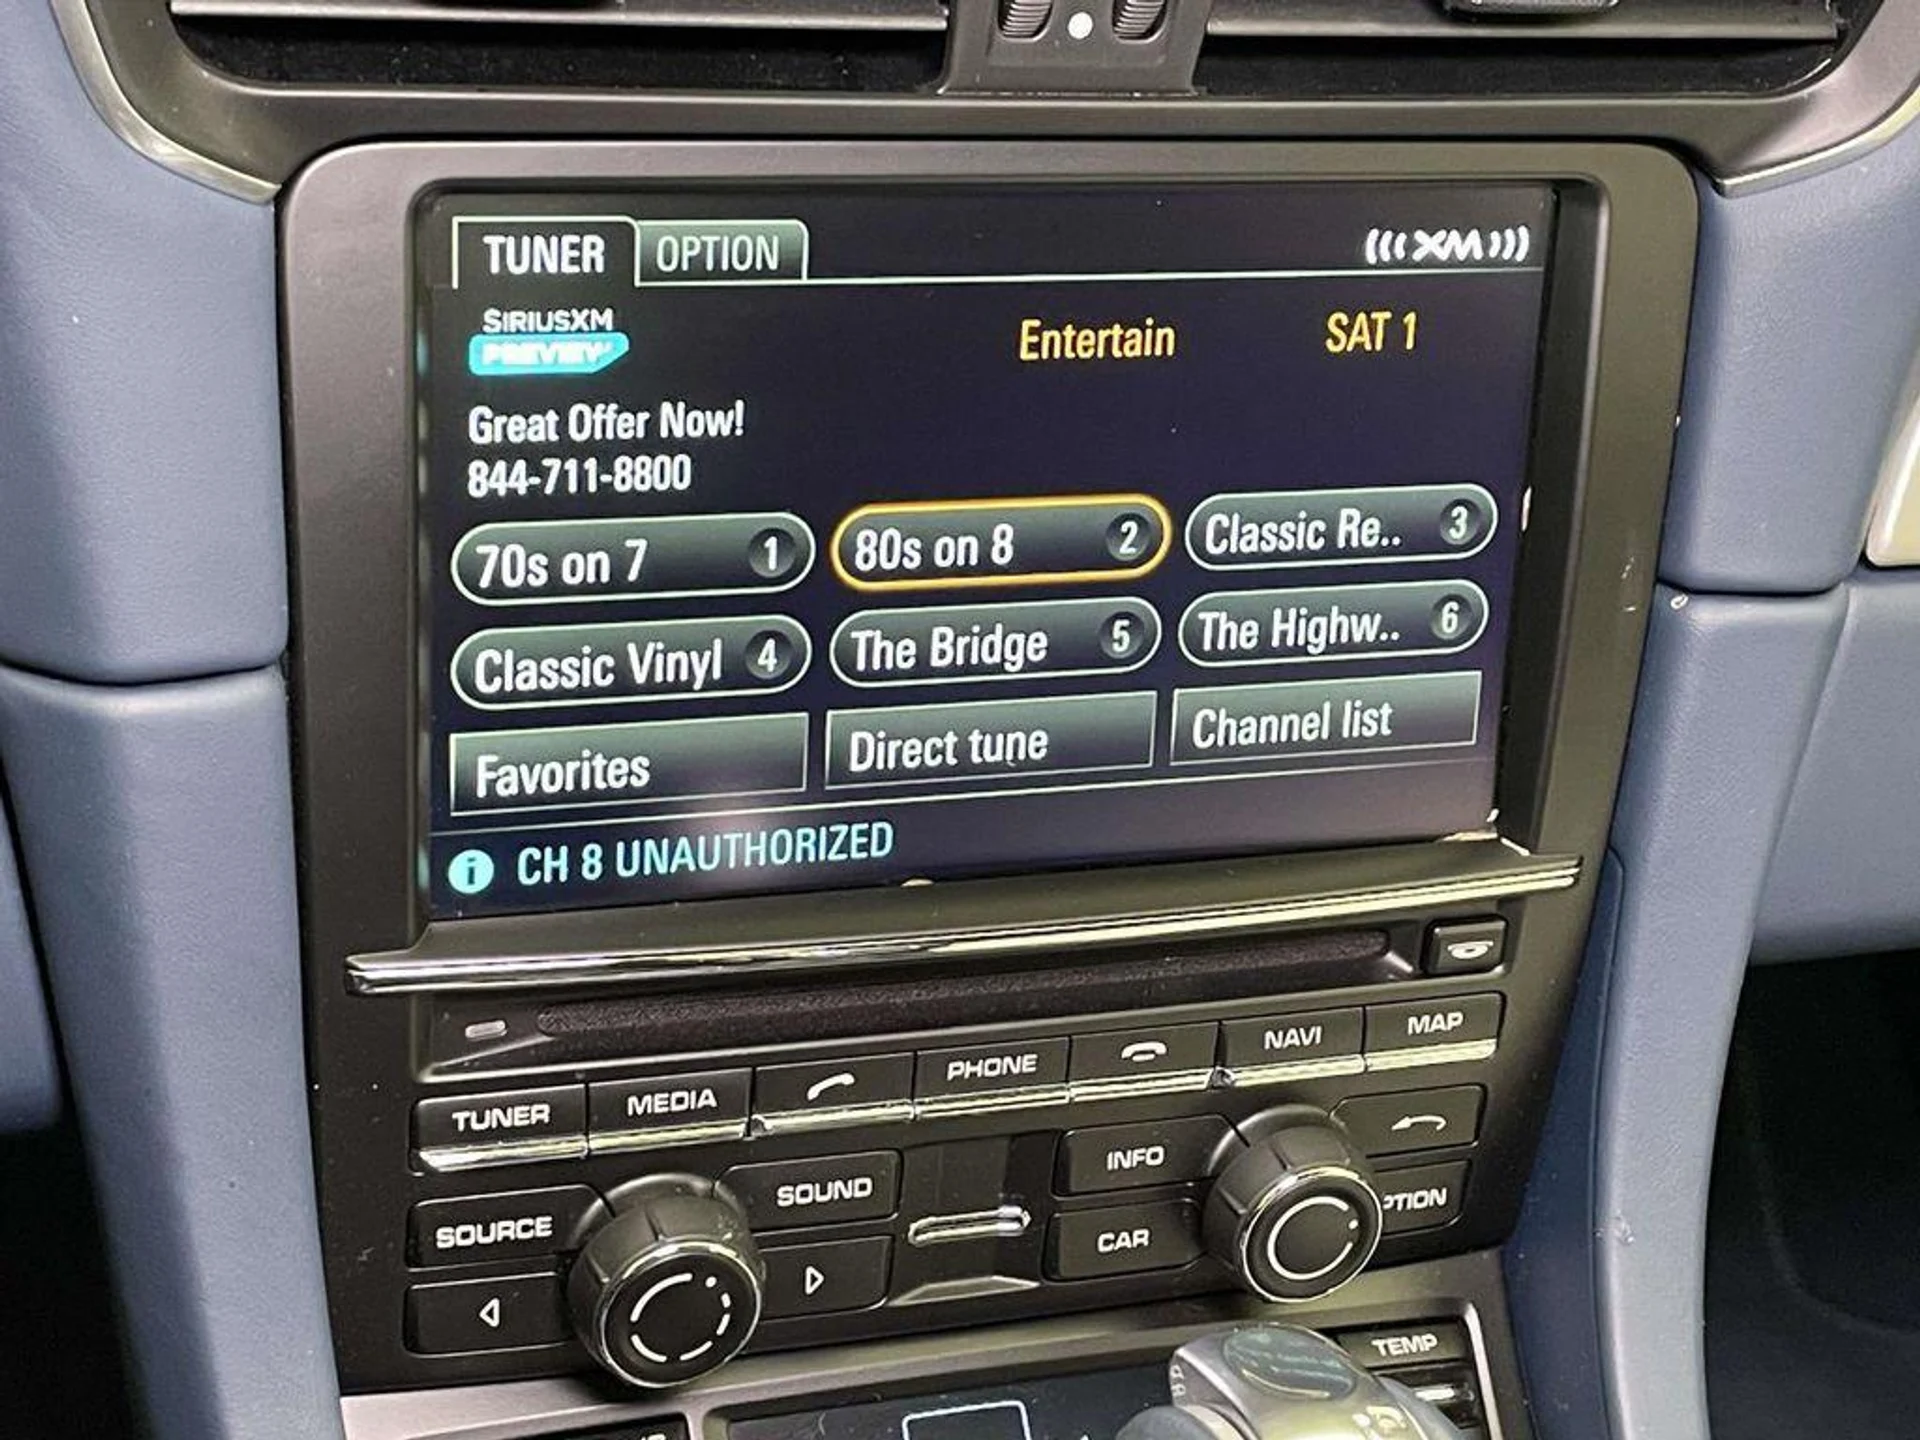 TUNER OPTION (((XM)))
SIRIUSXM
PREVIEW
Entertain SAT 1
Great Offer Now!
844-711-8800
70s on 7 1 80s on 8 2 Classic Re.. 3
Classic Vinyl 4 The Bridge 5 The Highw.. 6
Favorites Direct tune Channel list
i CH 8 UNAUTHORIZED
TUNER MEDIA PHONE NAVI MAP
SOURCE SOUND INFO PTION
CAR
TEMP